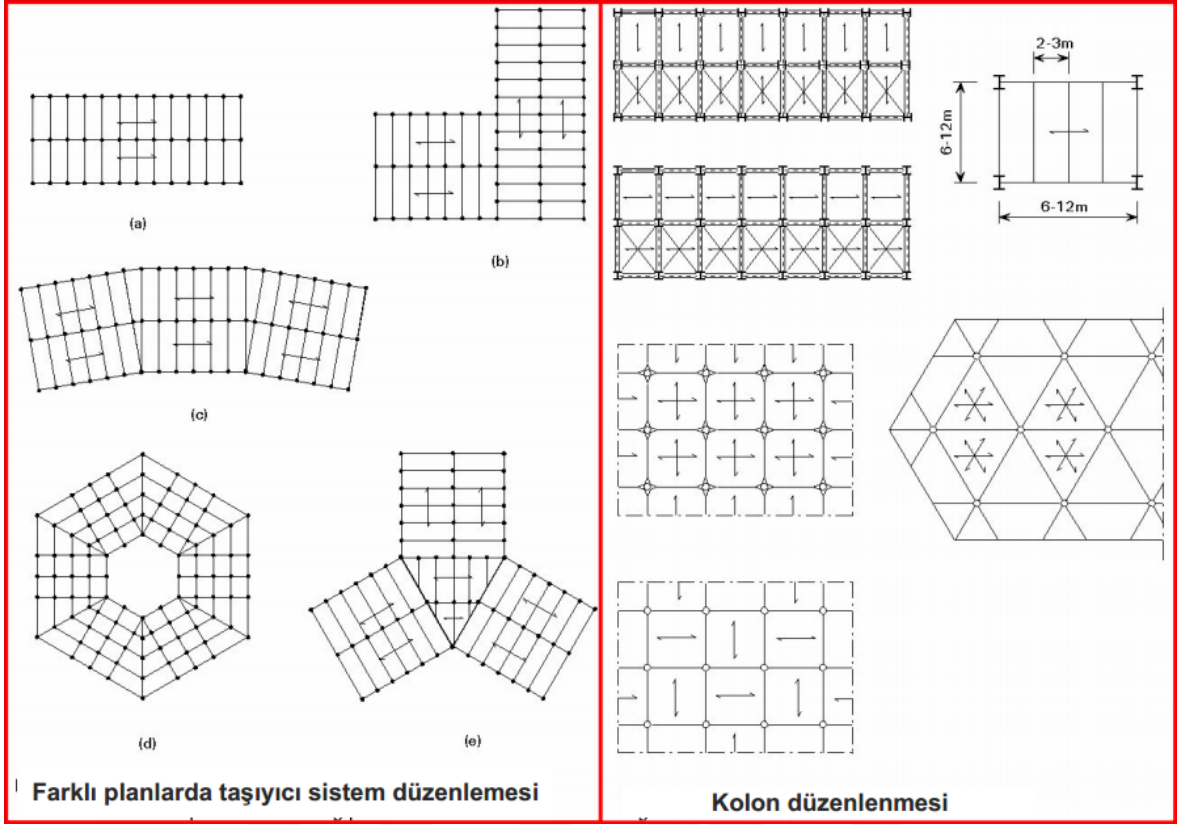 (a)
(b)
(c)
(d)
(e)
Farklı planlarda taşıyıcı sistem düzenlemesi
2-3m
6-12m
6-12m
Kolon düzenlenmesi